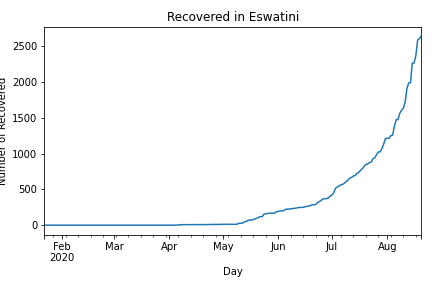 Recovered in Eswatini
Number of Recovered
2500
2000
1500
1000
500
0
Feb
2020
Mar
Apr
May
Jun
Jul
Aug
Day